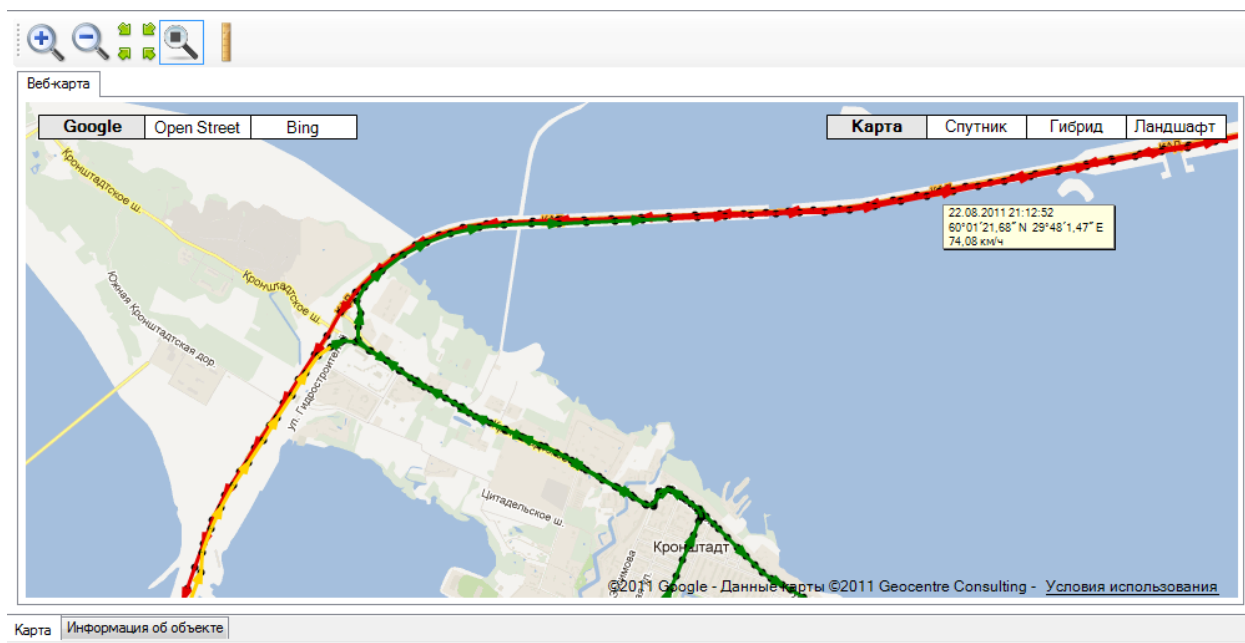 Веб-карта
Google
Open Street
Bing
Карта
Спутник
Гибрид
Ландшафт
Кронштадтское ш.
22.08.2011 21:12:52
60°01′21,68″ N 29°48′1,47″ E
74,08 км/ч
Кронштадтское ш.
Южная Кронштадтская дор.
ул. Гидростроителей
Цитадельское ш.
Кронштадт
©2011 Google - Данные карты ©2011 Geocentre Consulting - Условия использования
Карта
Информация об объекте